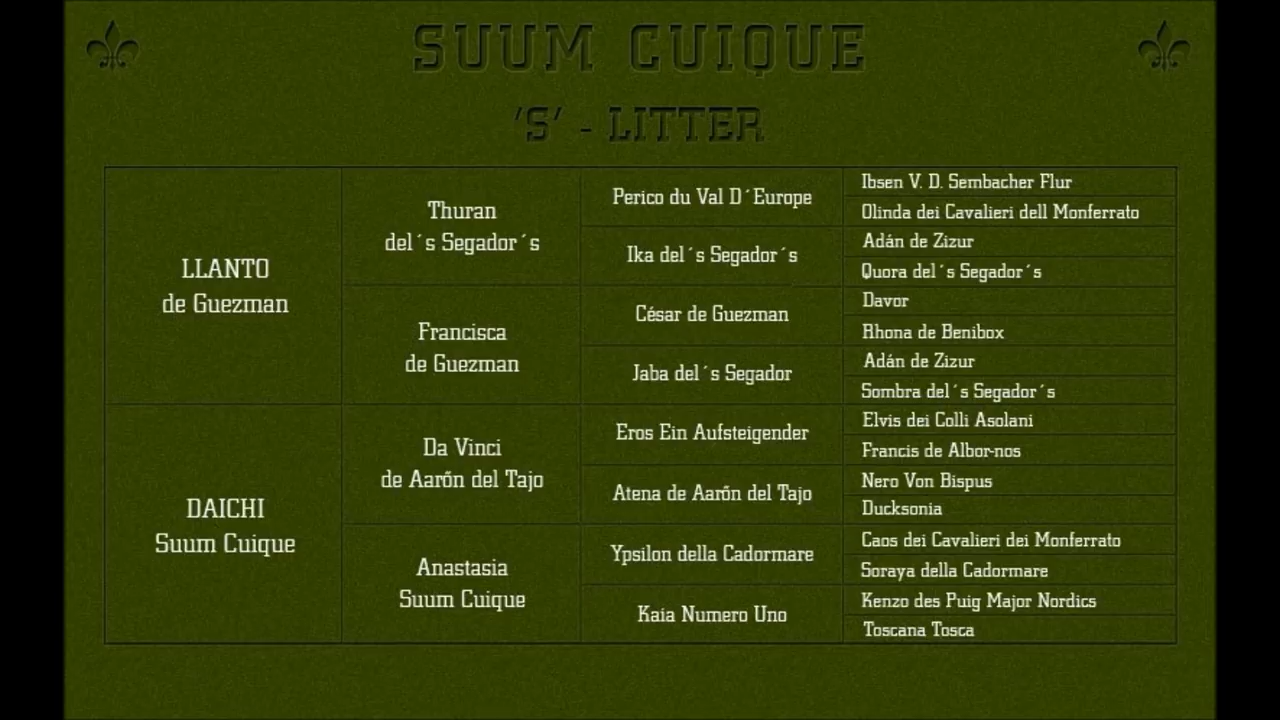 SUUM CUIQUE
'S' - LITTER
LLANTO
de Guezman
Thuran
del´s Segador´s
Perico du Val D´Europe
Ibsen V. D. Sembacher Flur
Olinda dei Cavalieri dell Monferrato
Ika del´s Segador´s
Adán de Zizur
Quora del´s Segador´s
Francisca
de Guezman
César de Guezman
Davor
Rhona de Benibox
Jaba del´s Segador
Adán de Zizur
Sombra del´s Segador´s
DAICHI
Suum Cuique
Da Vinci
de Aarőn del Tajo
Eros Ein Aufsteigender
Elvis dei Colli Asolani
Francis de Albor-nos
Atena de Aarőn del Tajo
Nero Von Bispus
Ducksonia
Anastasia
Suum Cuique
Ypsilon della Cadormare
Caos dei Cavalieri dei Monferrato
Soraya della Cadormare
Kaia Numero Uno
Kenzo des Puig Major Nordics
Toscana Tosca